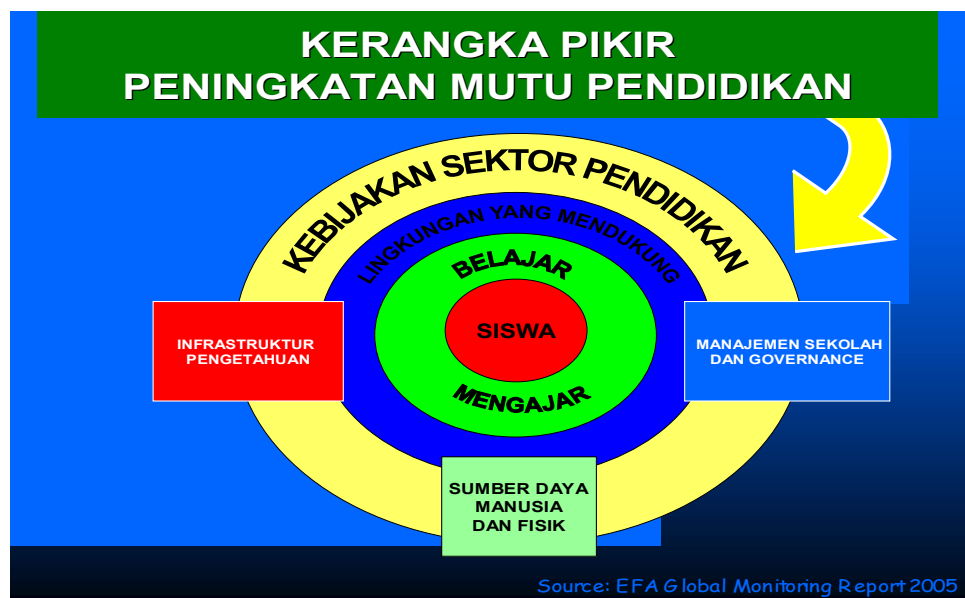 KERANGKA PIKIR
PENINGKATAN MUTU PENDIDIKAN
KEBIJAKAN SEKTOR PENDIDIKAN
LINGKUNGAN YANG MENDUKUNG
BELAJAR
SISWA
MENGAJAR
INFRASTRUKTUR
PENGETAHUAN
MANAJEMEN SEKOLAH
DAN GOVERNANCE
SUMBER DAYA
MANUSIA
DAN FISIK
Source: EFA Global Monitoring Report 2005